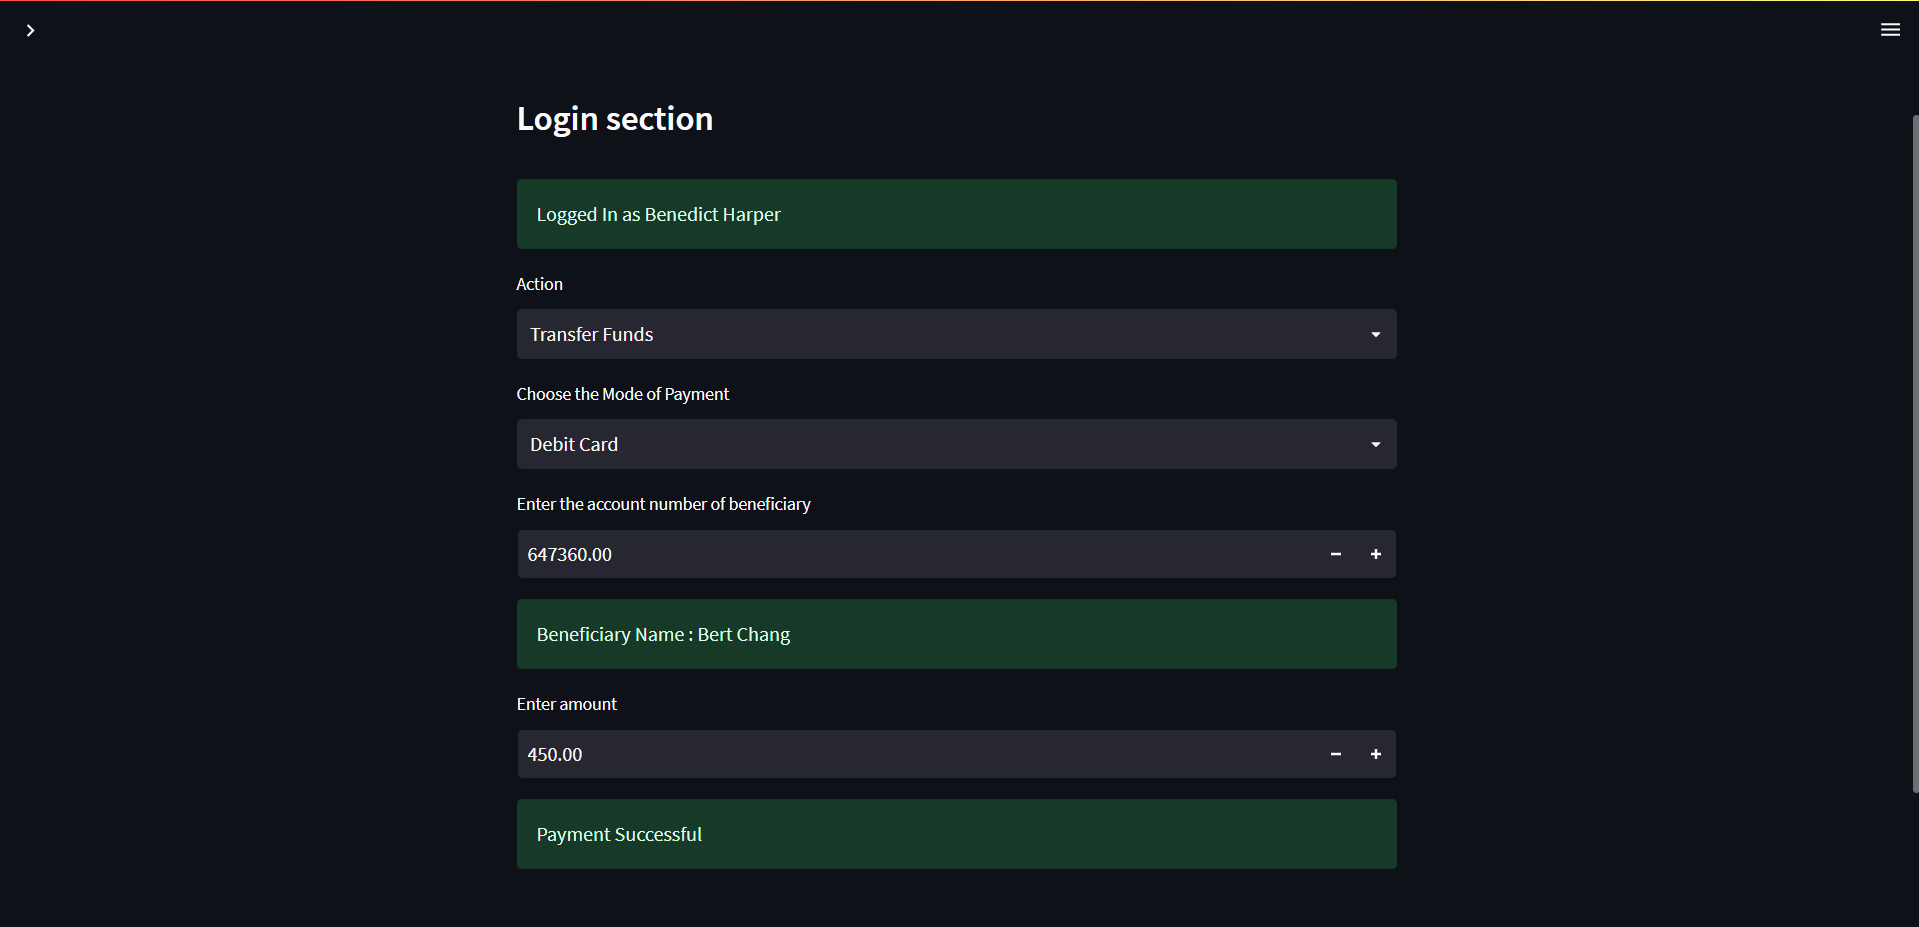 Login section
Logged In as Benedict Harper
Action
Transfer Funds
Choose the Mode of Payment
Debit Card
Enter the account number of beneficiary
647360.00
Beneficiary Name : Bert Chang
Enter amount
450.00
Payment Successful